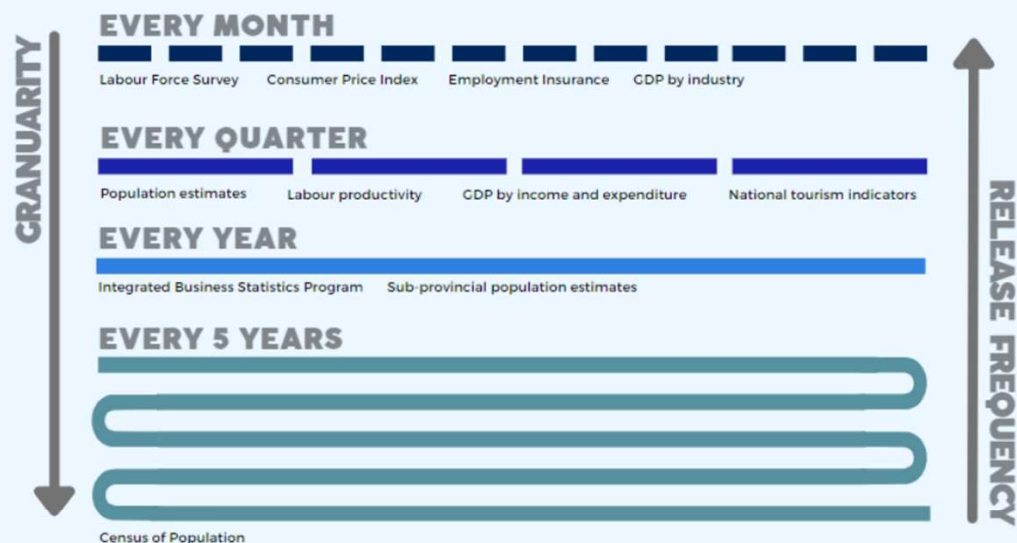 GRANUARITY
EVERY MONTH
Labour Force Survey Consumer Price Index Employment Insurance GDP by industry
EVERY QUARTER
Population estimates Labour productivity GDP by income and expenditure National tourism indicators
EVERY YEAR
Integrated Business Statistics Program Sub-provincial population estimates
EVERY 5 YEARS
Census of Population
RELEASE FREQUENCY